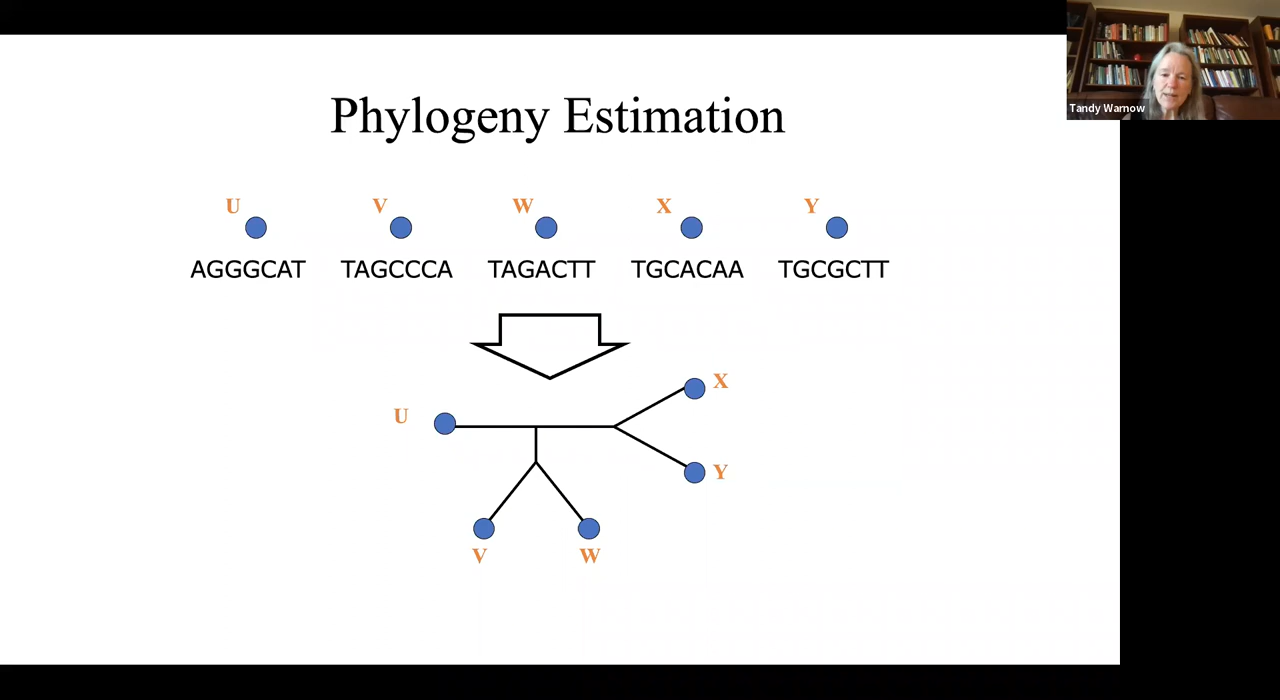 Tandy Warnow
Phylogeny Estimation
U V W X Y
AGGGCAT TAGCCCA TAGACTT TGCACAA TGCGCTT
X
U
Y
V W